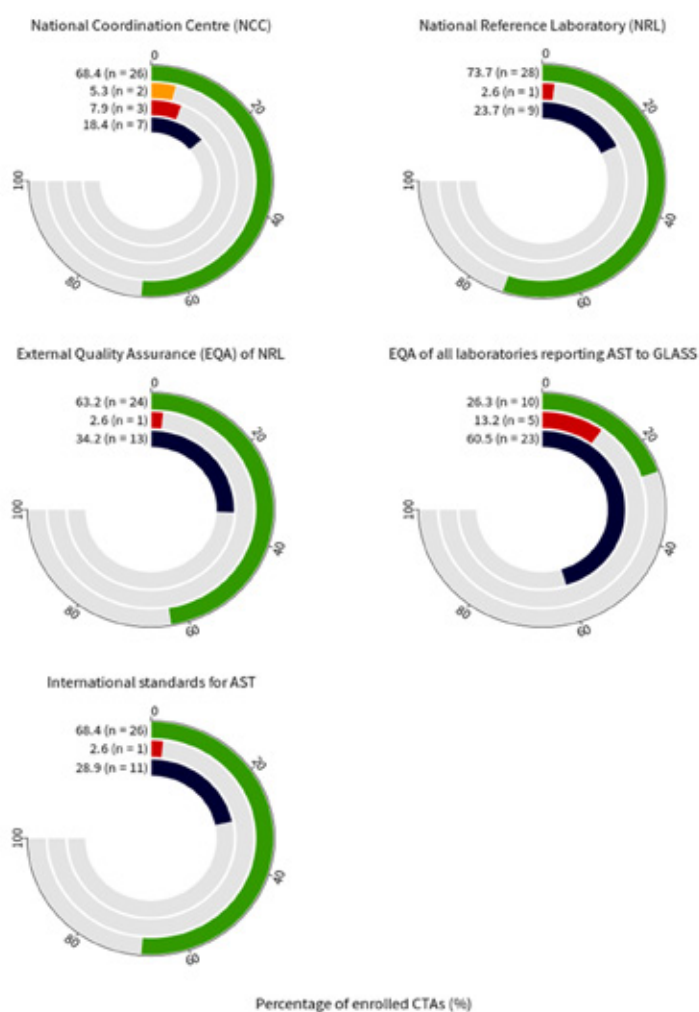 National Coordination Centre (NCC)
0
68.4 (n = 26)
5.3 (n = 2)
7.9 (n = 3)
18.4 (n = 7)
20
40
60
80
100
National Reference Laboratory (NRL)
0
73.7 (n = 28)
2.6 (n = 1)
23.7 (n = 9)
20
40
60
80
100
External Quality Assurance (EQA) of NRL
0
63.2 (n = 24)
2.6 (n = 1)
34.2 (n = 13)
20
40
60
80
100
EQA of all laboratories reporting AST to GLASS
0
26.3 (n = 10)
13.2 (n = 5)
60.5 (n = 23)
20
40
60
80
100
International standards for AST
0
68.4 (n = 26)
2.6 (n = 1)
28.9 (n = 11)
20
40
60
80
100
Percentage of enrolled CTAs (%)